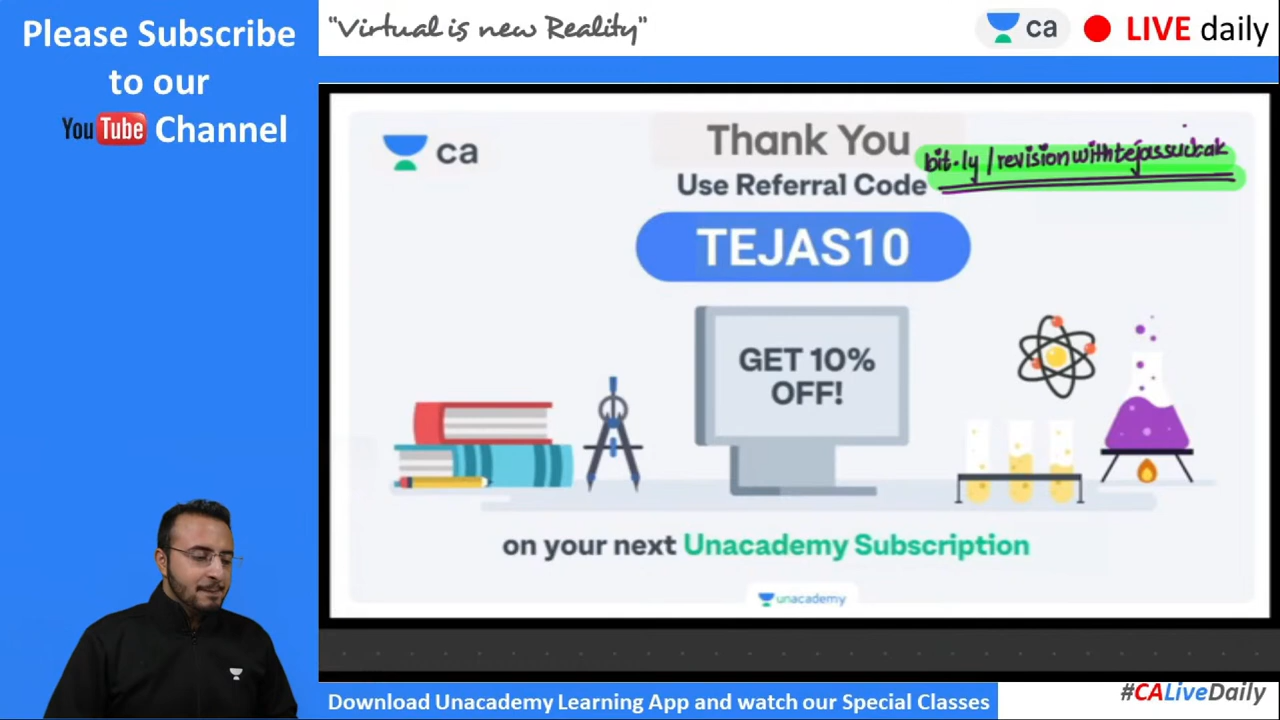 Please Subscribe
to our
YouTube Channel
"Virtual is new Reality"
ca
LIVE daily
ca
Thank You
bit.ly/revisionwithtejassuchak
Use Referral Code
TEJAS10
GET 10%
OFF!
on your next Unacademy Subscription
unacademy
Download Unacademy Learning App and watch our Special Classes
#CALiveDaily